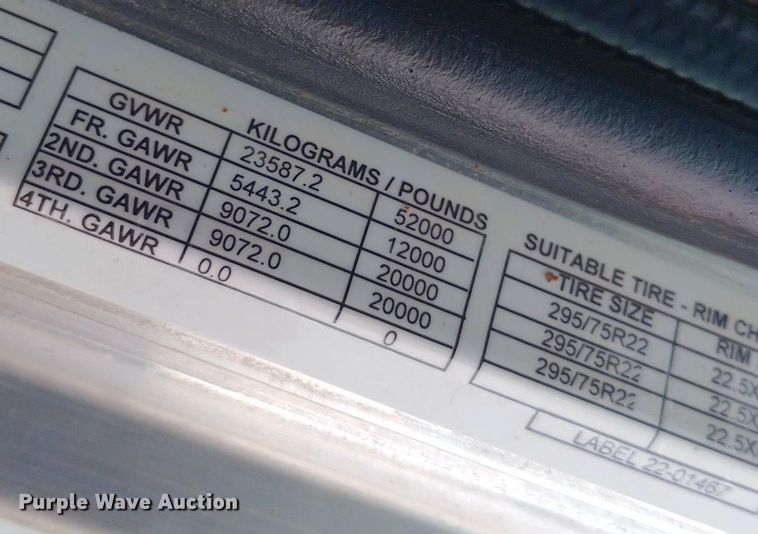 KILOGRAMS / POUNDS
GVWR 23587.2 52000
FR. GAWR 5443.2 12000
2ND. GAWR 9072.0 20000
3RD. GAWR 9072.0 20000
4TH. GAWR 0.0 0
SUITABLE TIRE - RIM CH
TIRE SIZE RIM
295/75R22 22.5X
295/75R22 22.5X
295/75R22 22.5X
LABEL 22-01467
Purple Wave Auction